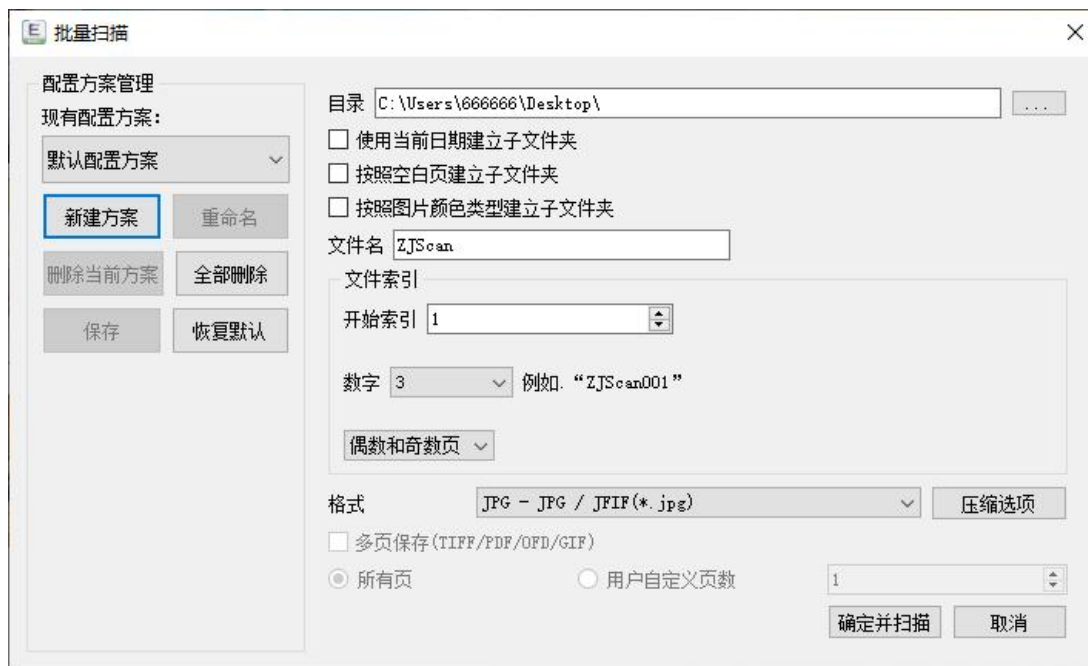 E 批量扫描
配置方案管理
现有配置方案:
默认配置方案
新建方案 重命名
删除当前方案 全部删除
保存 恢复默认
目录 C:\Users\666666\Desktop\ ...
使用当前日期建立子文件夹
按照空白页建立子文件夹
按照图片颜色类型建立子文件夹
文件名 ZJScan
文件索引
开始索引 1
数字 3 例如.“ZJScan001”
偶数和奇数页
格式 JPG - JPG / JFIF(*.jpg) 压缩选项
多页保存(TIFF/PDF/OFD/GIF)
所有页 用户自定义页数 1
确定并扫描 取消